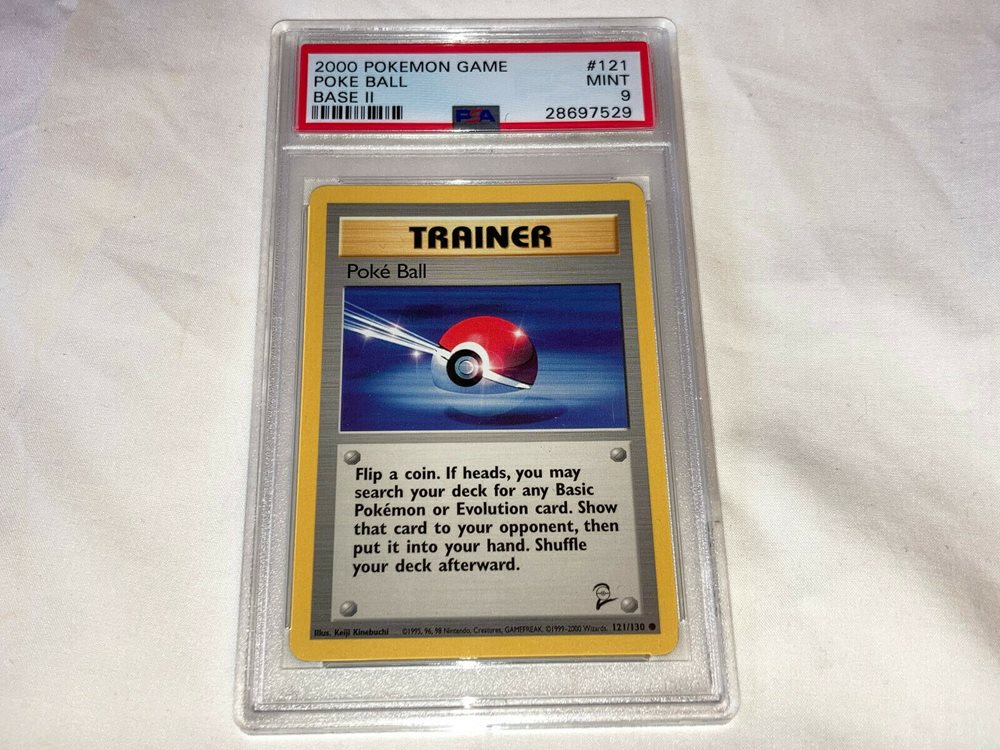 2000 POKEMON GAME #121
POKE BALL MINT
BASE II 9
PSA 28697529
TRAINER
Poké Ball
Flip a coin. If heads, you may
search your deck for any Basic
Pokémon or Evolution card. Show
that card to your opponent, then
put it into your hand. Shuffle
your deck afterward.
Illus. Keiji Kinebuchi ©1995, 96, 98 Nintendo, Creatures, GAMEFREAK. ©1999-2000 Wizards. 121/130